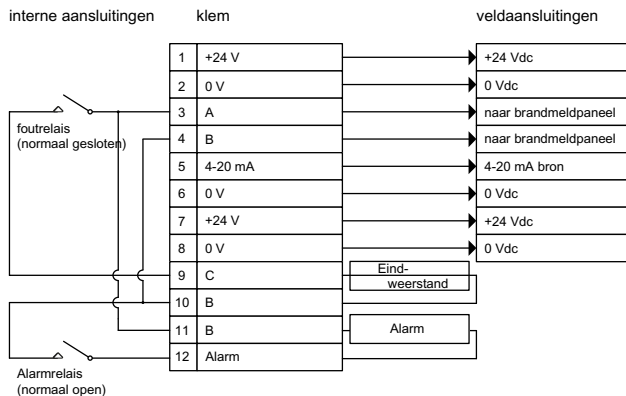 interne aansluitingen klem veldaansluitingen
1 +24 V +24 Vdc
2 0 V 0 Vdc
3 A naar brandmeldpaneel
foutrelais
(normaal gesloten)
4 B naar brandmeldpaneel
5 4-20 mA 4-20 mA bron
6 0 V 0 Vdc
7 +24 V +24 Vdc
8 0 V 0 Vdc
9 C Eind-
weerstand
10 B
11 B Alarm
12 Alarm
Alarmrelais
(normaal open)